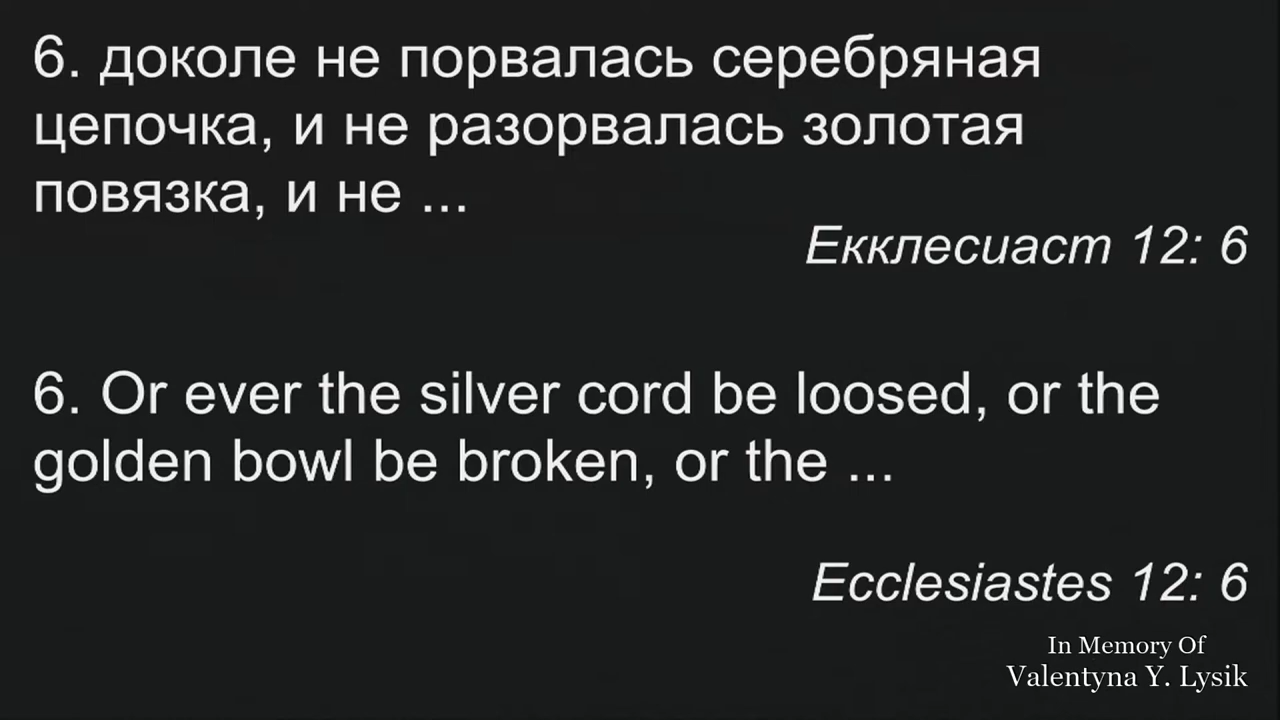 6. доколе не порвалась серебряная
цепочка, и не разорвалась золотая
повязка, и не ...
Екклесиаст 12: 6
6. Or ever the silver cord be loosed, or the
golden bowl be broken, or the ...
Ecclesiastes 12: 6
In Memory Of
Valentyna Y. Lysik